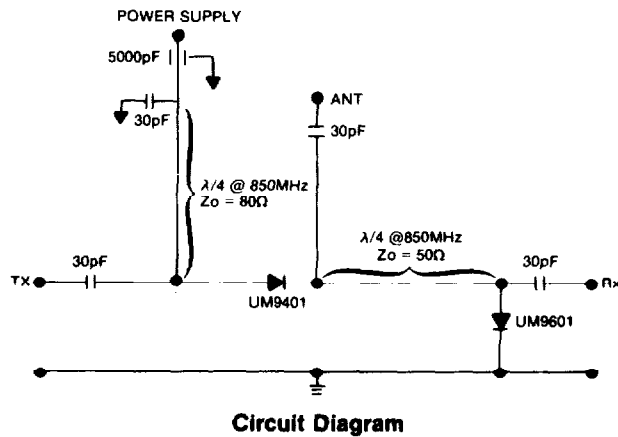 POWER SUPPLY
5000pF
30pF
ANT
30pF
λ/4 @ 850MHz
Zo = 80Ω
λ/4 @850MHz
Zo = 50Ω
30pF
30pF
TX
Rx
UM9401
UM9601
Circuit Diagram